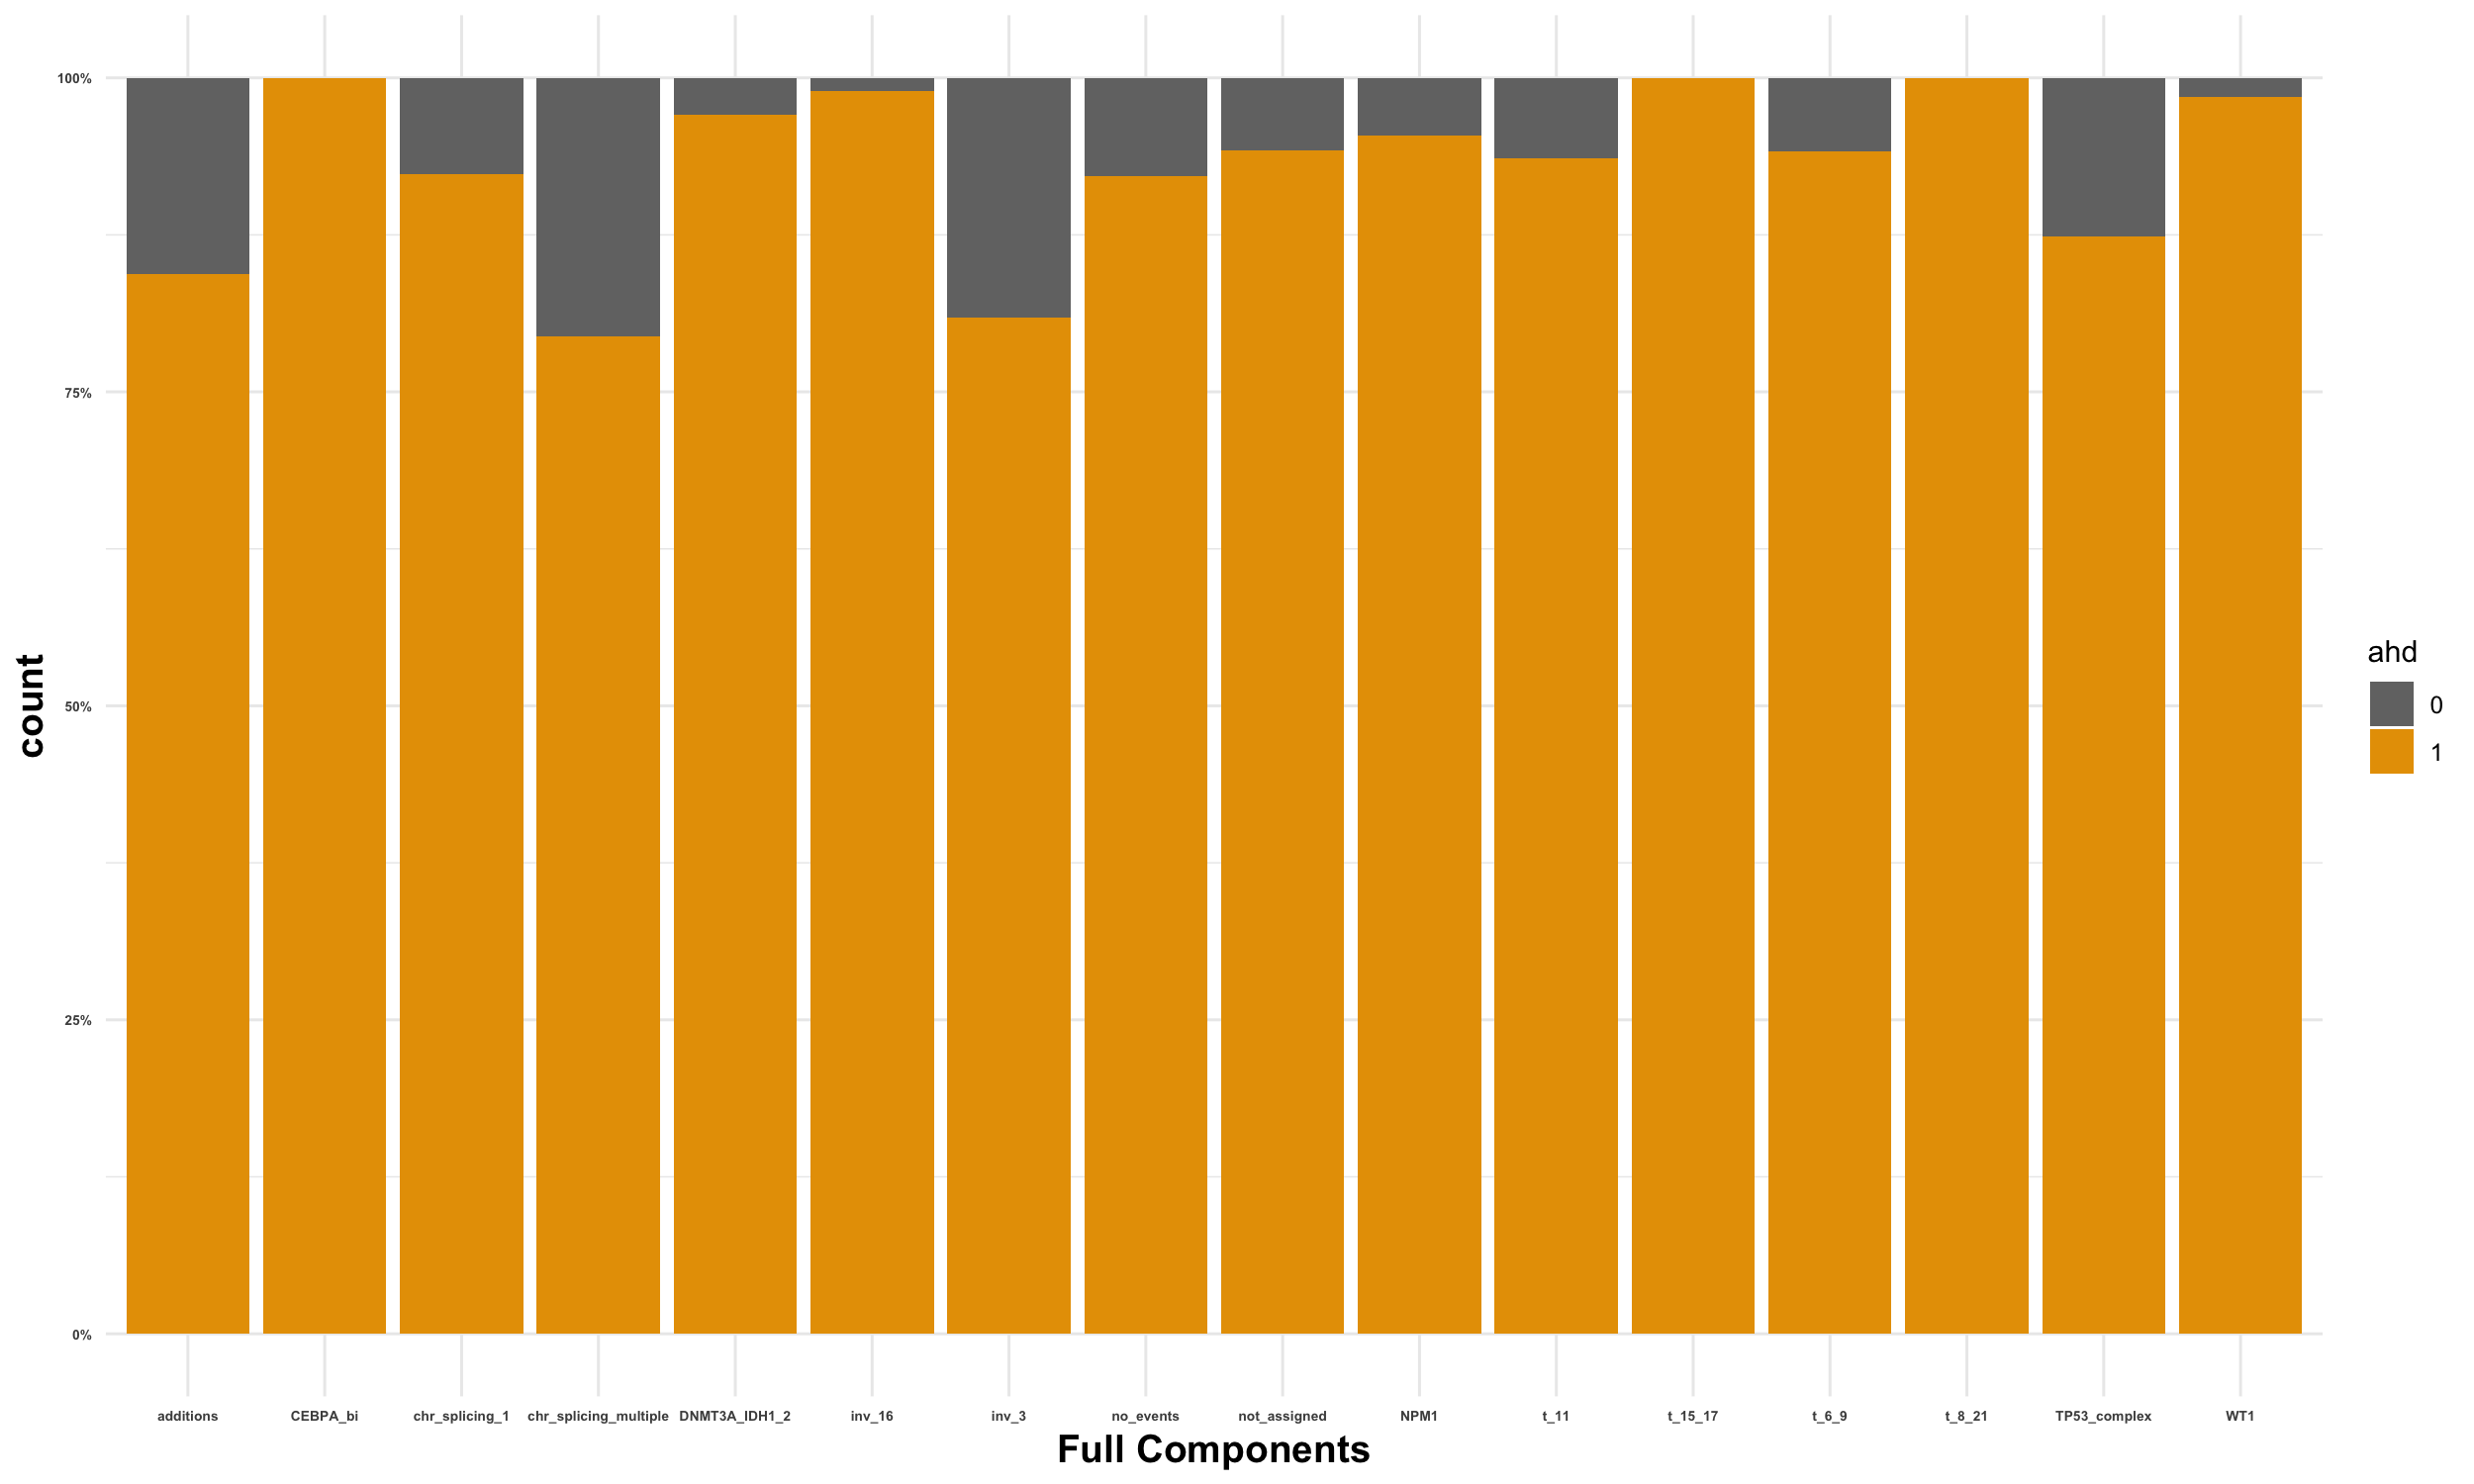 100%
75%
50%
25%
0%
count
additions
CEBPA_bi
chr_splicing_1
chr_splicing_multiple
DNMT3A_IDH1_2
inv_16
inv_3
no_events
not_assigned
NPM1
t_11
t_15_17
t_6_9
t_8_21
TP53_complex
WT1
Full Components
ahd
0
1